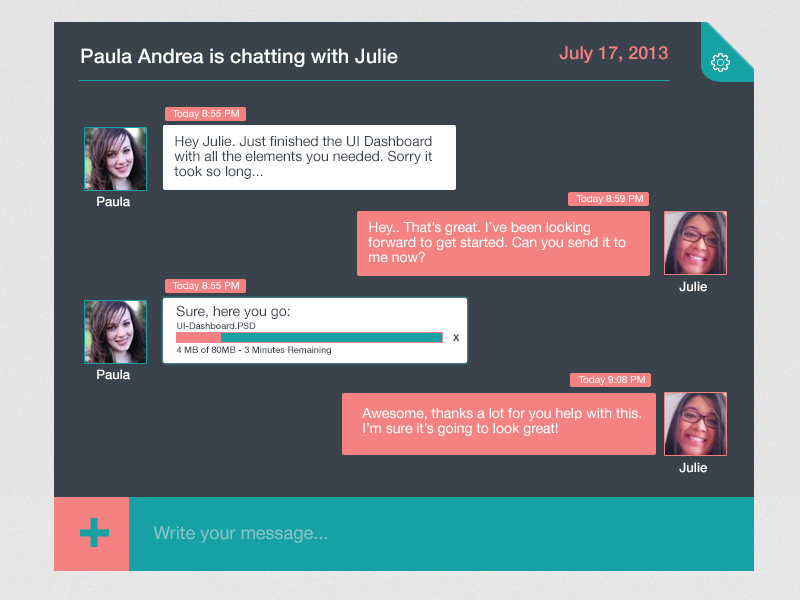 Paula Andrea is chatting with Julie
July 17, 2013
Today 8:55 PM
Hey Julie. Just finished the UI Dashboard
with all the elements you needed. Sorry it
took so long...
Paula
Today 8:59 PM
Hey.. That's great. I've been looking
forward to get started. Can you send it to
me now?
Julie
Today 8:55 PM
Sure, here you go:
UI-Dashboard.PSD
x
4 MB of 80MB - 3 Minutes Remaining
Paula
Today 9:08 PM
Awesome, thanks a lot for you help with this.
I'm sure it's going to look great!
Julie
Write your message...